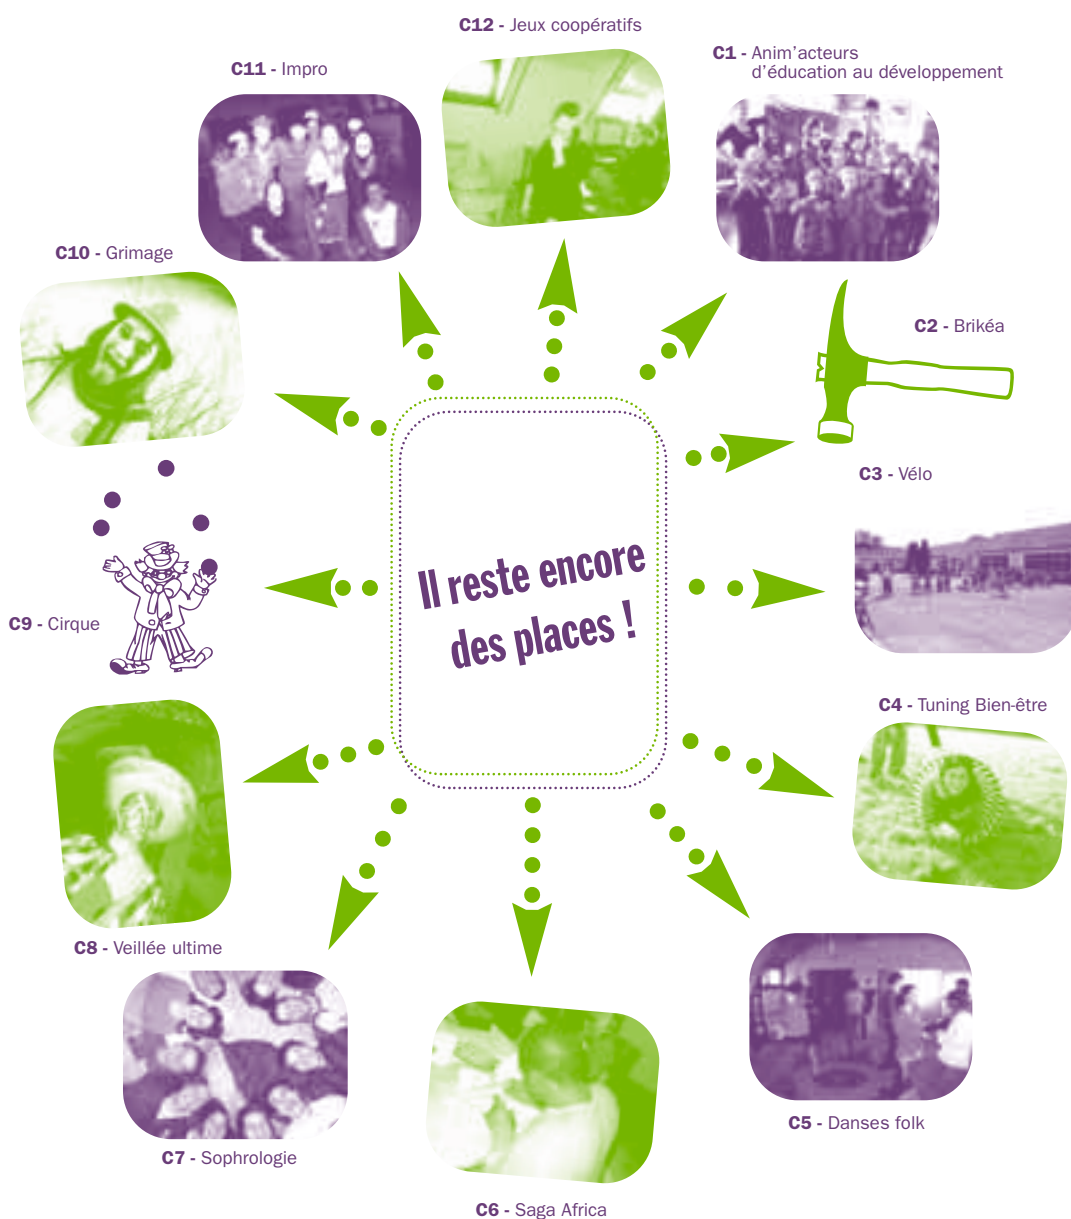 C12 - Jeux coopératifs
C1 - Anim'acteurs
d'éducation au développement
C11 - Impro
C10 - Grimage
C2 - Brikéa
C3 - Vélo
Il reste encore
des places !
C9 - Cirque
C4 - Tuning Bien-être
C8 - Veillée ultime
C5 - Danses folk
C7 - Sophrologie
C6 - Saga Africa